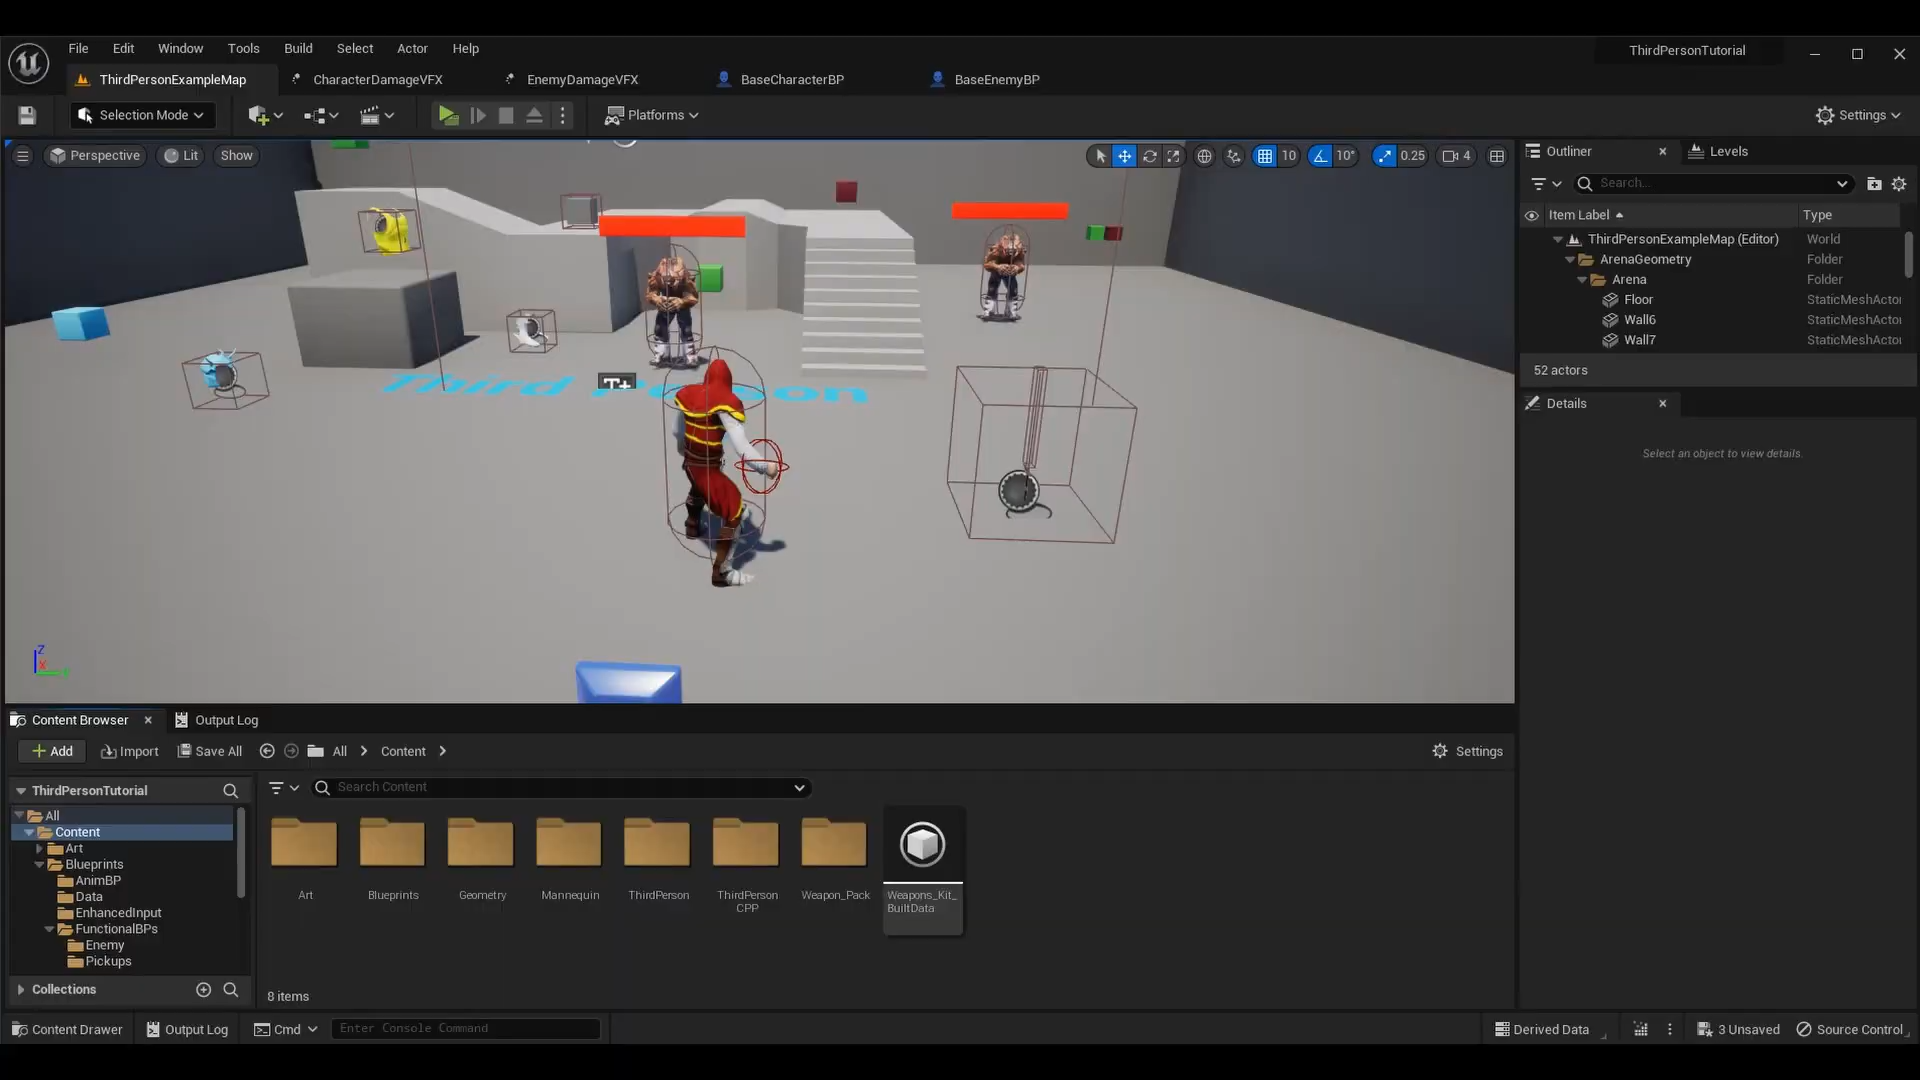 File Edit Window Tools Build Select Actor Help
ThirdPersonTutorial
ThirdPersonExampleMap CharacterDamageVFX EnemyDamageVFX BaseCharacterBP BaseEnemyBP
Selection Mode Platforms Settings
Perspective Lit Show 10 10° 0.25 4
Third Person
T+
Z
X
Outliner Levels
Search...
Item Label Type
ThirdPersonExampleMap (Editor) World
ArenaGeometry Folder
Arena Folder
Floor StaticMeshActo
Wall6 StaticMeshActo
Wall7 StaticMeshActo
52 actors
Details
Select an object to view details.
Content Browser Output Log
Add Import Save All All Content Settings
ThirdPersonTutorial
Search Content
All
Content
Art
Blueprints
AnimBP
Data
EnhancedInput
FunctionalBPs
Enemy
Pickups
Collections
Art
Blueprints
Geometry
Mannequin
ThirdPerson
ThirdPerson
CPP
Weapon_Pack
Weapons_Kit_
BuiltData
8 items
Content Drawer Output Log Cmd Enter Console Command Derived Data 3 Unsaved Source Control